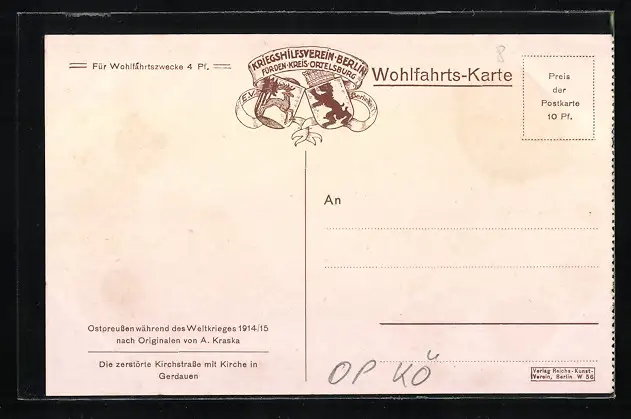 Für Wohlfahrtszwecke 4 Pf.
KRIEGSHILFSVEREIN·BERLIN
FÜR DEN·KREIS·ORTELSBURG
E.V.
Wohlfahrts-Karte
8
Preis
der
Postkarte
10 Pf.
An
Ostpreußen während des Weltkrieges 1914/15
nach Originalen von A. Kraska
Die zerstörte Kirchstraße mit Kirche in
Gerdauen
OP KÖ
Verlag Reichs-Kunst-
Verein, Berlin W 56